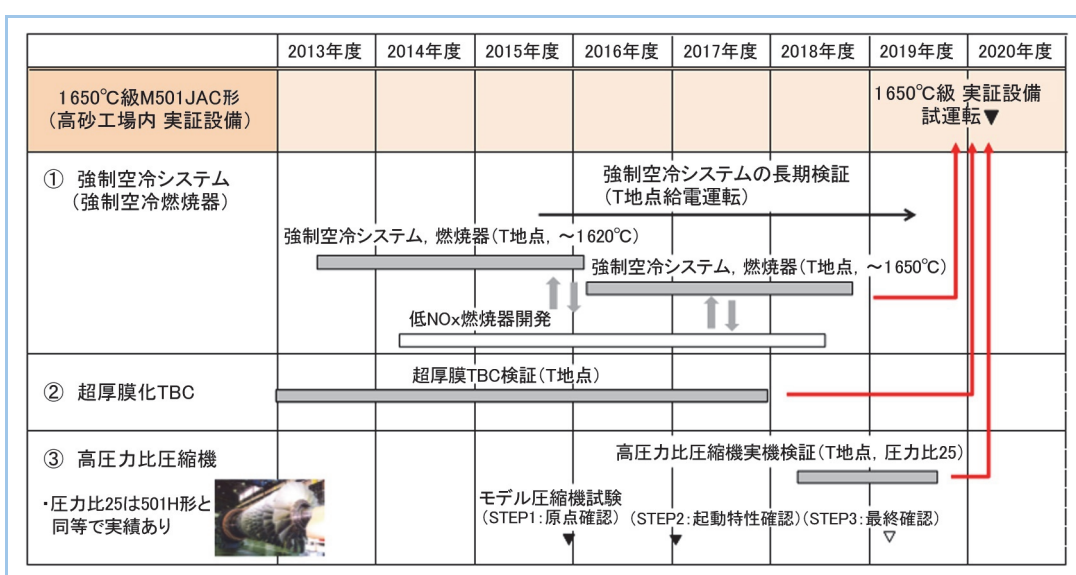 2013年度 2014年度 2015年度 2016年度 2017年度 2018年度 2019年度 2020年度
1650℃級M501JAC形
(高砂工場内 実証設備)
1650℃級 実証設備
試運転▼
① 強制空冷システム
(強制空冷燃焼器)
強制空冷システムの長期検証
(T地点給電運転)
強制空冷システム, 燃焼器(T地点, ～1620℃)
強制空冷システム, 燃焼器(T地点, ～1650℃)
低NOx燃焼器開発
② 超厚膜化TBC
超厚膜TBC検証(T地点)
③ 高圧力比圧縮機
・圧力比25は501H形と
同等で実績あり
高圧力比圧縮機実機検証(T地点, 圧力比25)
モデル圧縮機試験
(STEP1:原点確認) (STEP2:起動特性確認)(STEP3:最終確認)